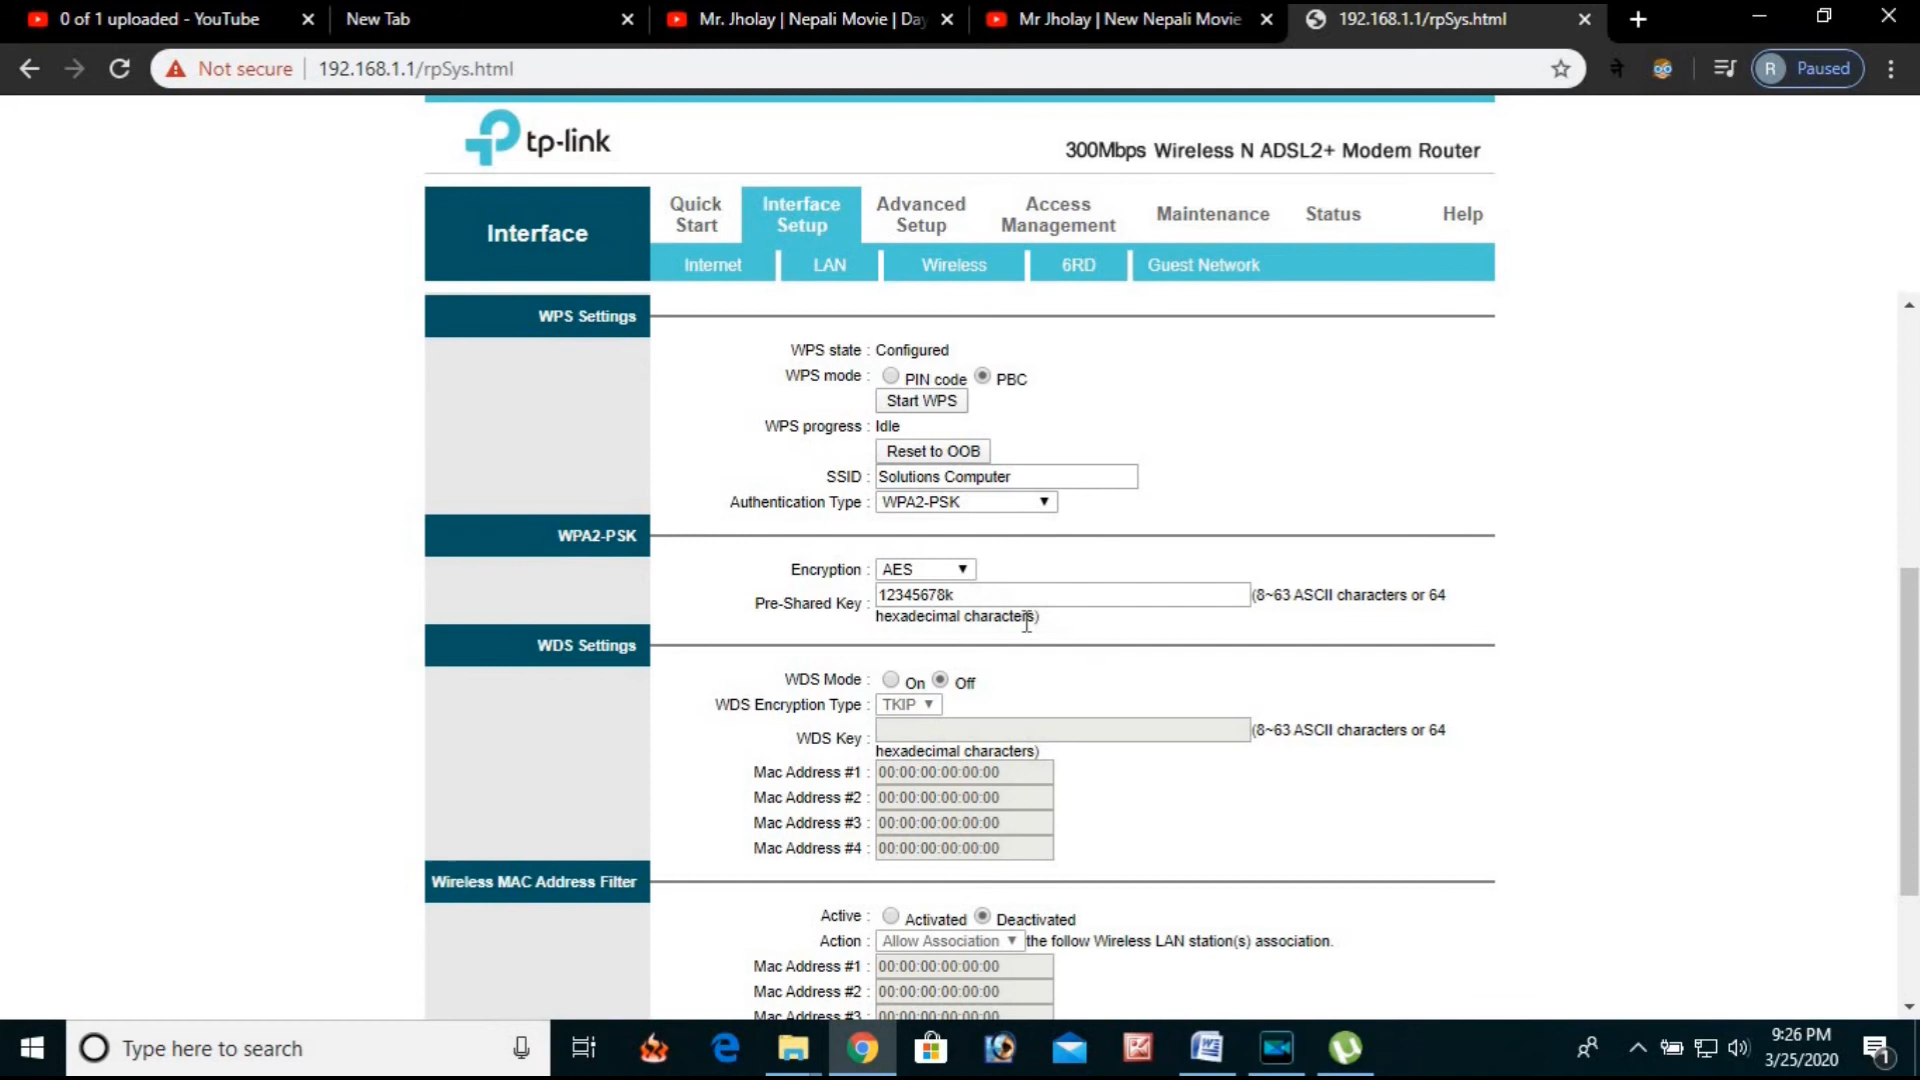 0 of 1 uploaded - YouTube
New Tab
Mr. Jholay | Nepali Movie | Day
Mr Jholay | New Nepali Movie
192.168.1.1/rpSys.html
Not secure
192.168.1.1/rpSys.html
ने
R Paused
tp-link
300Mbps Wireless N ADSL2+ Modem Router
Interface
Quick Start
Interface Setup
Advanced Setup
Access Management
Maintenance
Status
Help
Internet
LAN
Wireless
6RD
Guest Network
WPS Settings
WPS state : Configured
WPS mode : PIN code PBC
Start WPS
WPS progress : Idle
Reset to OOB
SSID : Solutions Computer
Authentication Type : WPA2-PSK
WPA2-PSK
Encryption : AES
Pre-Shared Key : 12345678k (8~63 ASCII characters or 64
hexadecimal characters)
WDS Settings
WDS Mode : On Off
WDS Encryption Type : TKIP
WDS Key : (8~63 ASCII characters or 64
hexadecimal characters)
Mac Address #1 : 00:00:00:00:00:00
Mac Address #2 : 00:00:00:00:00:00
Mac Address #3 : 00:00:00:00:00:00
Mac Address #4 : 00:00:00:00:00:00
Wireless MAC Address Filter
Active : Activated Deactivated
Action : Allow Association the follow Wireless LAN station(s) association.
Mac Address #1 : 00:00:00:00:00:00
Mac Address #2 : 00:00:00:00:00:00
Mac Address #3 : 00:00:00:00:00:00
Type here to search
9:26 PM
3/25/2020
1